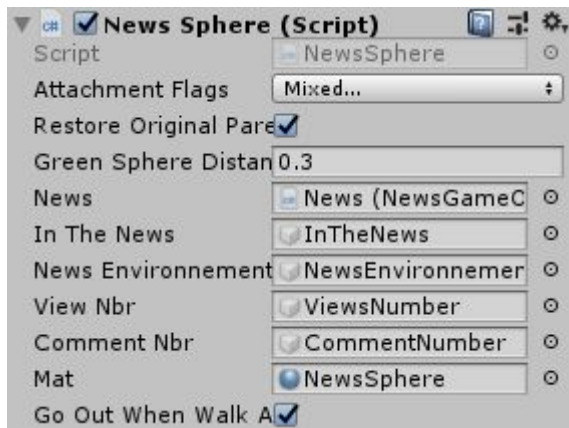 News Sphere (Script)
Script NewsSphere
Attachment Flags Mixed...
Restore Original Pare
Green Sphere Distan 0.3
News News (NewsGameC
In The News InTheNews
News Environnement NewsEnvironnemer
View Nbr ViewsNumber
Comment Nbr CommentNumber
Mat NewsSphere
Go Out When Walk A